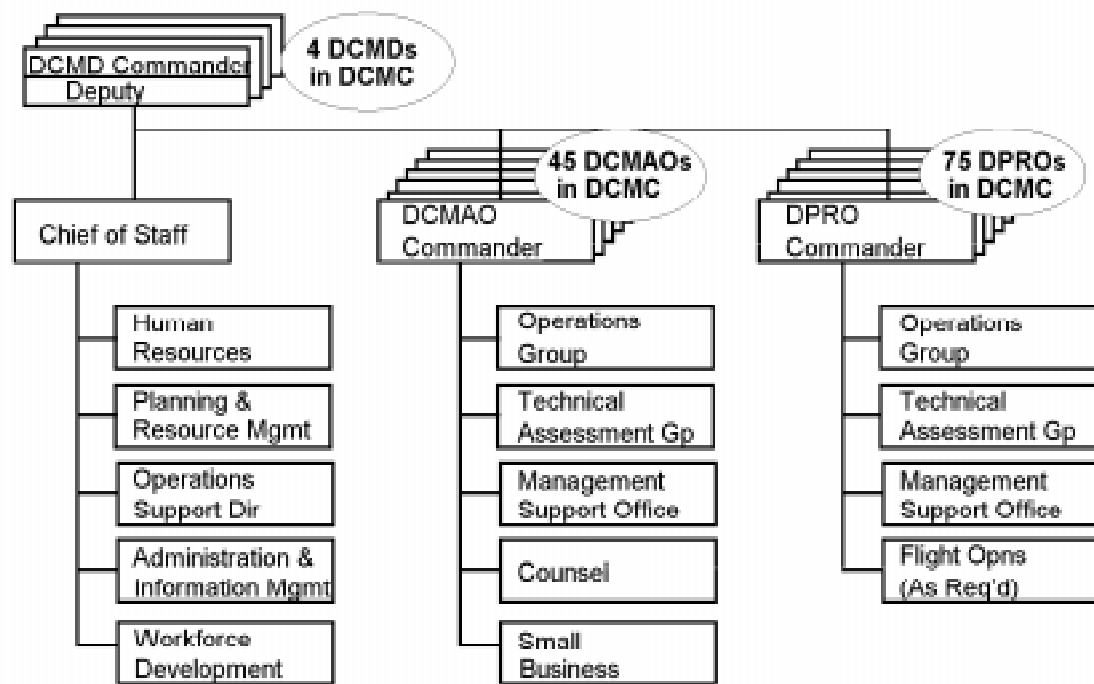 DCMD Commander
Deputy
4 DCMDs
in DCMC
45 DCMAOs
in DCMC
75 DPROs
in DCMC
Chief of Staff
DCMAO
Commander
DPRO
Commander
Human
Resources
Planning &
Resource Mgmt
Operations
Support Dir
Administration &
Information Mgmt
Workforce
Development
Operations
Group
Technical
Assessment Gp
Management
Support Office
Counsel
Small
Business
Operations
Group
Technical
Assessment Gp
Management
Support Office
Flight Opns
(As Req'd)